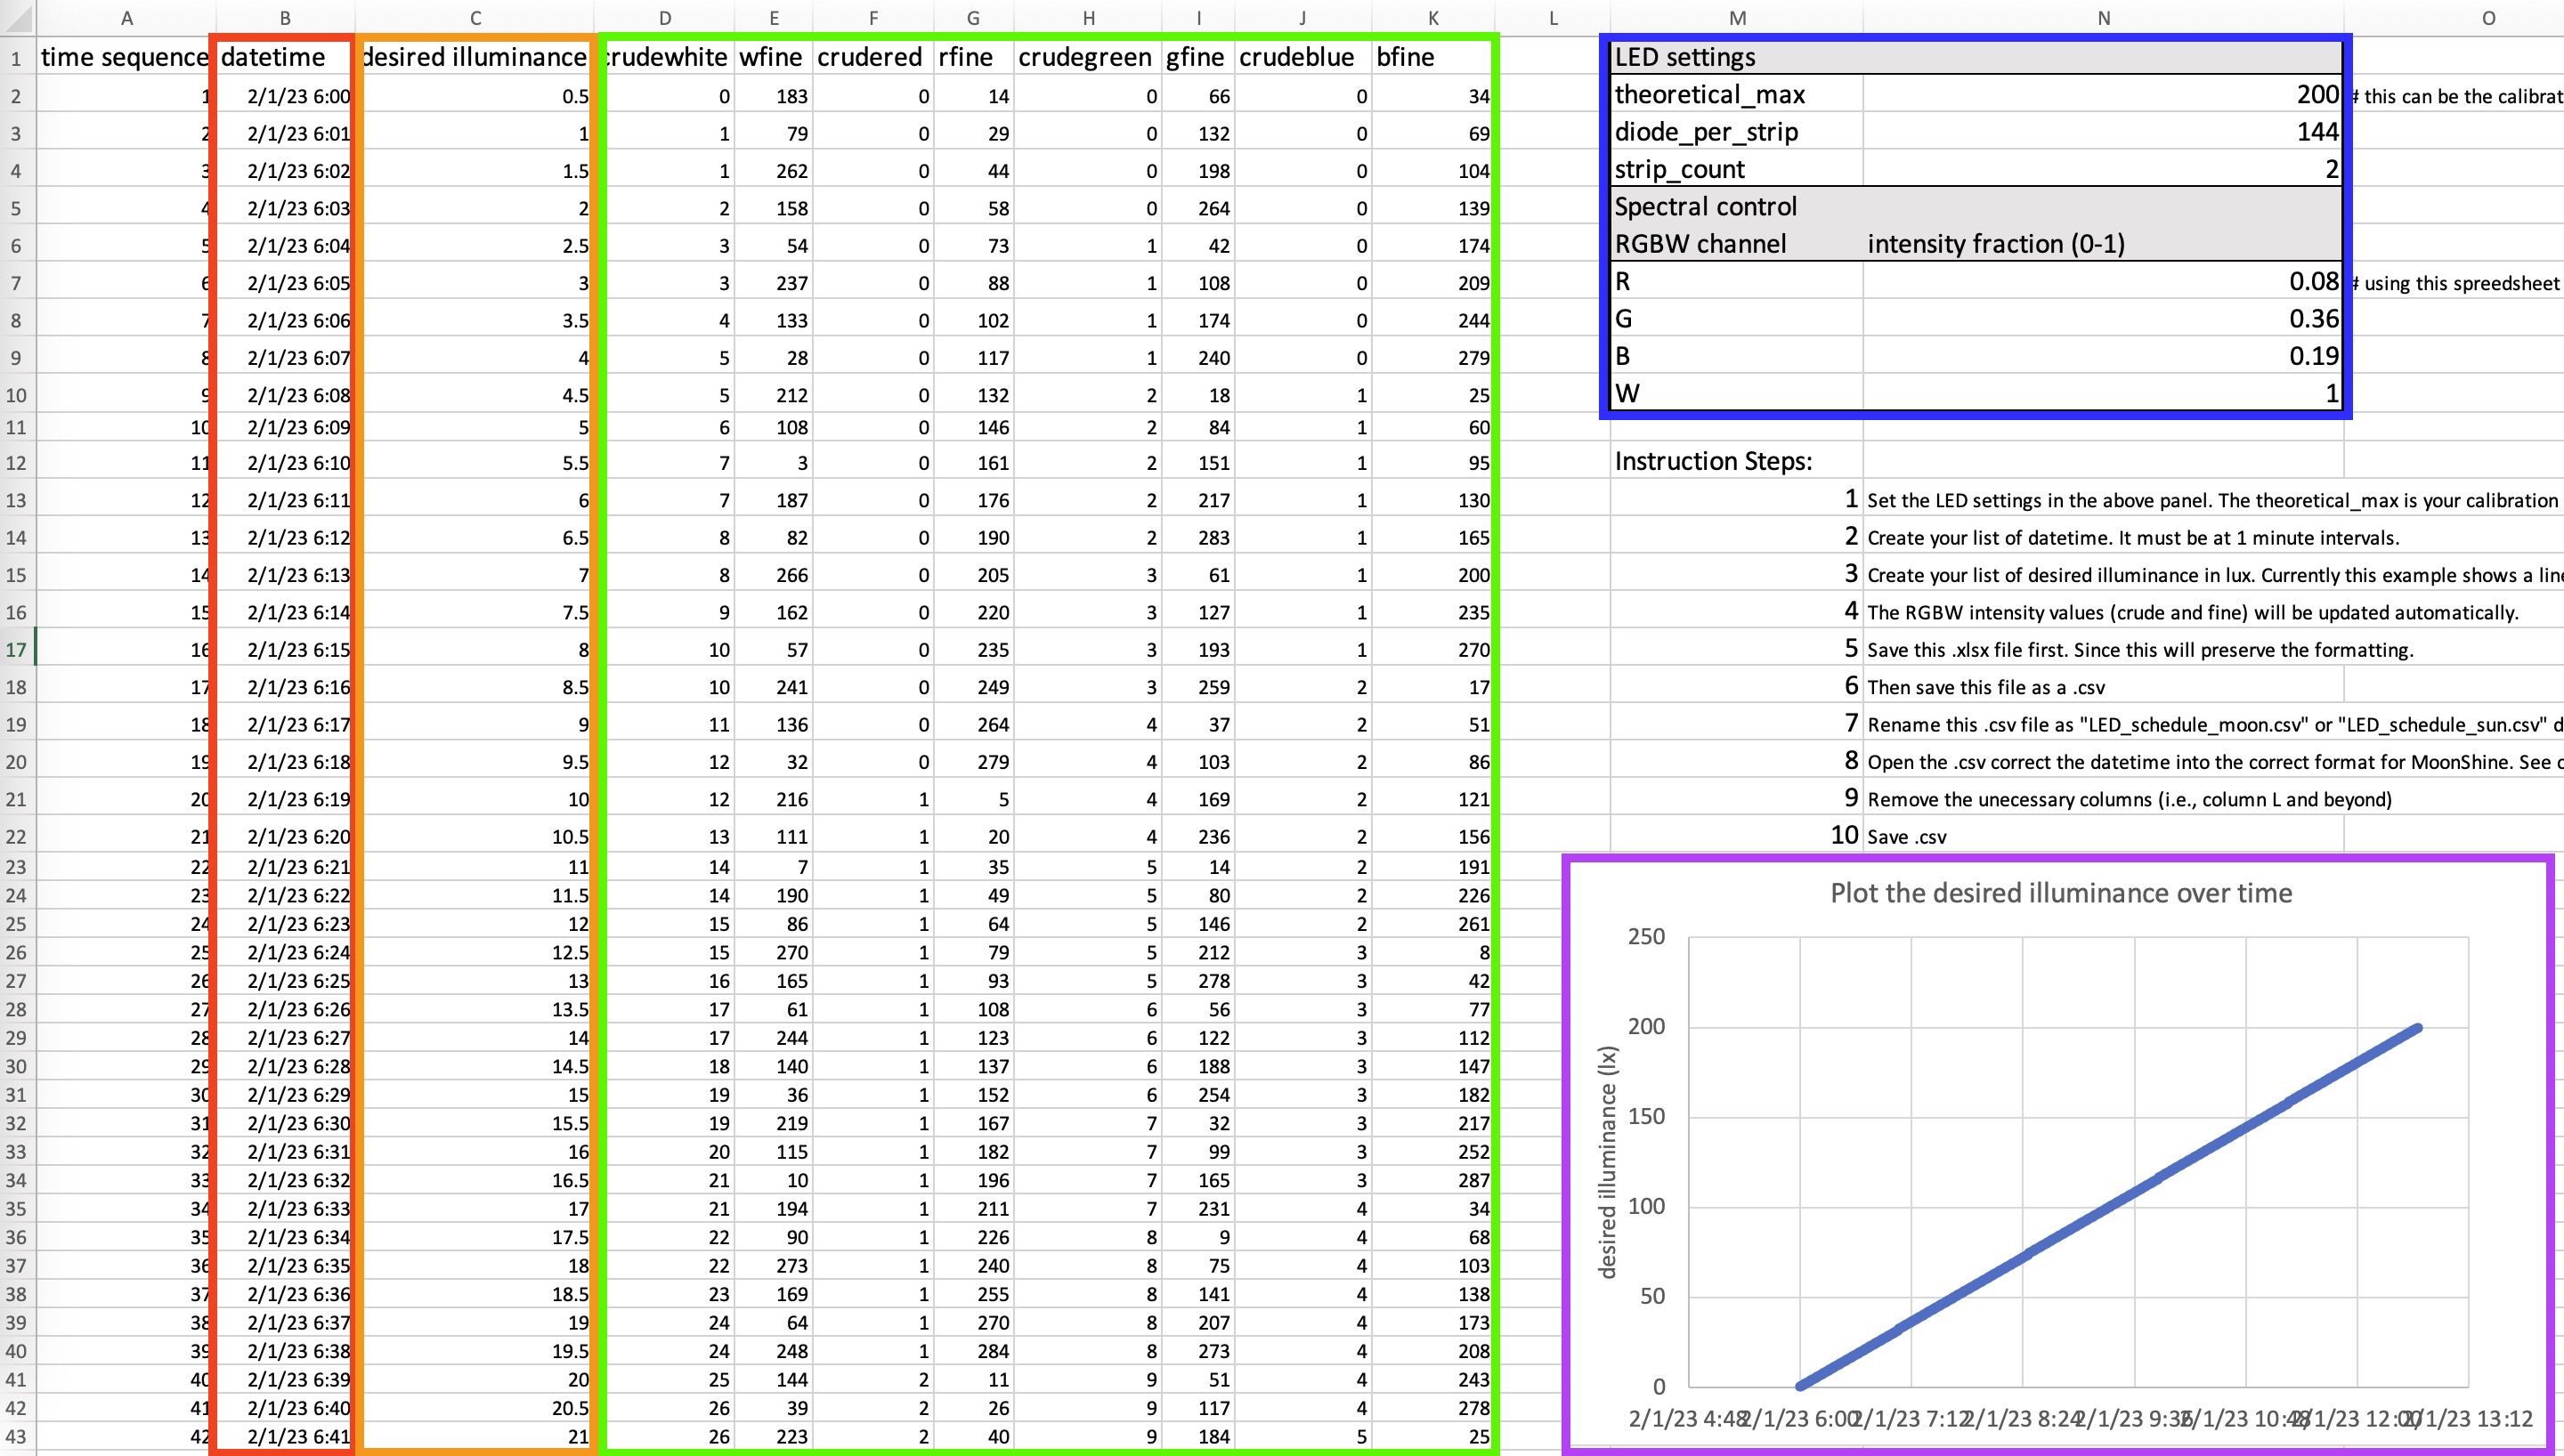 A B C D E F G H I J K L M N O
1 time sequence datetime desired illuminance crudewhite wfine crudered rfine crudegreen gfine crudeblue bfine LED settings
2 1 2/1/23 6:00 0.5 0 183 0 14 0 66 0 34 theoretical_max 200 # this can be the calibrat
3 2 2/1/23 6:01 1 1 79 0 29 0 132 0 69 diode_per_strip 144
4 3 2/1/23 6:02 1.5 1 262 0 44 0 198 0 104 strip_count 2
5 4 2/1/23 6:03 2 2 158 0 58 0 264 0 139 Spectral control
6 5 2/1/23 6:04 2.5 3 54 0 73 1 42 0 174 RGBW channel intensity fraction (0-1)
7 6 2/1/23 6:05 3 3 237 0 88 1 108 0 209 R 0.08 # using this spreedsheet
8 7 2/1/23 6:06 3.5 4 133 0 102 1 174 0 244 G 0.36
9 8 2/1/23 6:07 4 5 28 0 117 1 240 0 279 B 0.19
10 9 2/1/23 6:08 4.5 5 212 0 132 2 18 1 25 W 1
11 10 2/1/23 6:09 5 6 108 0 146 2 84 1 60
12 11 2/1/23 6:10 5.5 7 3 0 161 2 151 1 95 Instruction Steps:
13 12 2/1/23 6:11 6 7 187 0 176 2 217 1 130 1 Set the LED settings in the above panel. The theoretical_max is your calibration
14 13 2/1/23 6:12 6.5 8 82 0 190 2 283 1 165 2 Create your list of datetime. It must be at 1 minute intervals.
15 14 2/1/23 6:13 7 8 266 0 205 3 61 1 200 3 Create your list of desired illuminance in lux. Currently this example shows a line
16 15 2/1/23 6:14 7.5 9 162 0 220 3 127 1 235 4 The RGBW intensity values (crude and fine) will be updated automatically.
17 16 2/1/23 6:15 8 10 57 0 235 3 193 1 270 5 Save this .xlsx file first. Since this will preserve the formatting.
18 17 2/1/23 6:16 8.5 10 241 0 249 3 259 2 17 6 Then save this file as a .csv
19 18 2/1/23 6:17 9 11 136 0 264 4 37 2 51 7 Rename this .csv file as "LED_schedule_moon.csv" or "LED_schedule_sun.csv" d
20 19 2/1/23 6:18 9.5 12 32 0 279 4 103 2 86 8 Open the .csv correct the datetime into the correct format for MoonShine. See
21 20 2/1/23 6:19 10 12 216 1 5 4 169 2 121 9 Remove the unecessary columns (i.e., column L and beyond)
22 21 2/1/23 6:20 10.5 13 111 1 20 4 236 2 156 10 Save .csv
23 22 2/1/23 6:21 11 14 7 1 35 5 14 2 191
24 23 2/1/23 6:22 11.5 14 190 1 49 5 80 2 226
25 24 2/1/23 6:23 12 15 86 1 64 5 146 2 261
26 25 2/1/23 6:24 12.5 15 270 1 79 5 212 3 8
27 26 2/1/23 6:25 13 16 165 1 93 5 278 3 42
28 27 2/1/23 6:26 13.5 17 61 1 108 6 56 3 77
29 28 2/1/23 6:27 14 17 244 1 123 6 122 3 112
30 29 2/1/23 6:28 14.5 18 140 1 137 6 188 3 147
31 30 2/1/23 6:29 15 19 36 1 152 6 254 3 182
32 31 2/1/23 6:30 15.5 19 219 1 167 7 32 3 217
33 32 2/1/23 6:31 16 20 115 1 182 7 99 3 252
34 33 2/1/23 6:32 16.5 21 10 1 196 7 165 3 287
35 34 2/1/23 6:33 17 21 194 1 211 7 231 4 34
36 35 2/1/23 6:34 17.5 22 90 1 226 8 9 4 68
37 36 2/1/23 6:35 18 22 273 1 240 8 75 4 103
38 37 2/1/23 6:36 18.5 23 169 1 255 8 141 4 138
39 38 2/1/23 6:37 19 24 64 1 270 8 207 4 173
40 39 2/1/23 6:38 19.5 24 248 1 284 8 273 4 208
41 40 2/1/23 6:39 20 25 144 2 11 9 51 4 243
42 41 2/1/23 6:40 20.5 26 39 2 26 9 117 4 278
43 42 2/1/23 6:41 21 26 223 2 40 9 184 5 25
Plot the desired illuminance over time
250
200
150
100
50
0
desired illuminance (lx)
2/1/23 4:48 2/1/23 6:00 2/1/23 7:12 2/1/23 8:24 2/1/23 9:36 2/1/23 10:48 2/1/23 12:00 2/1/23 13:12